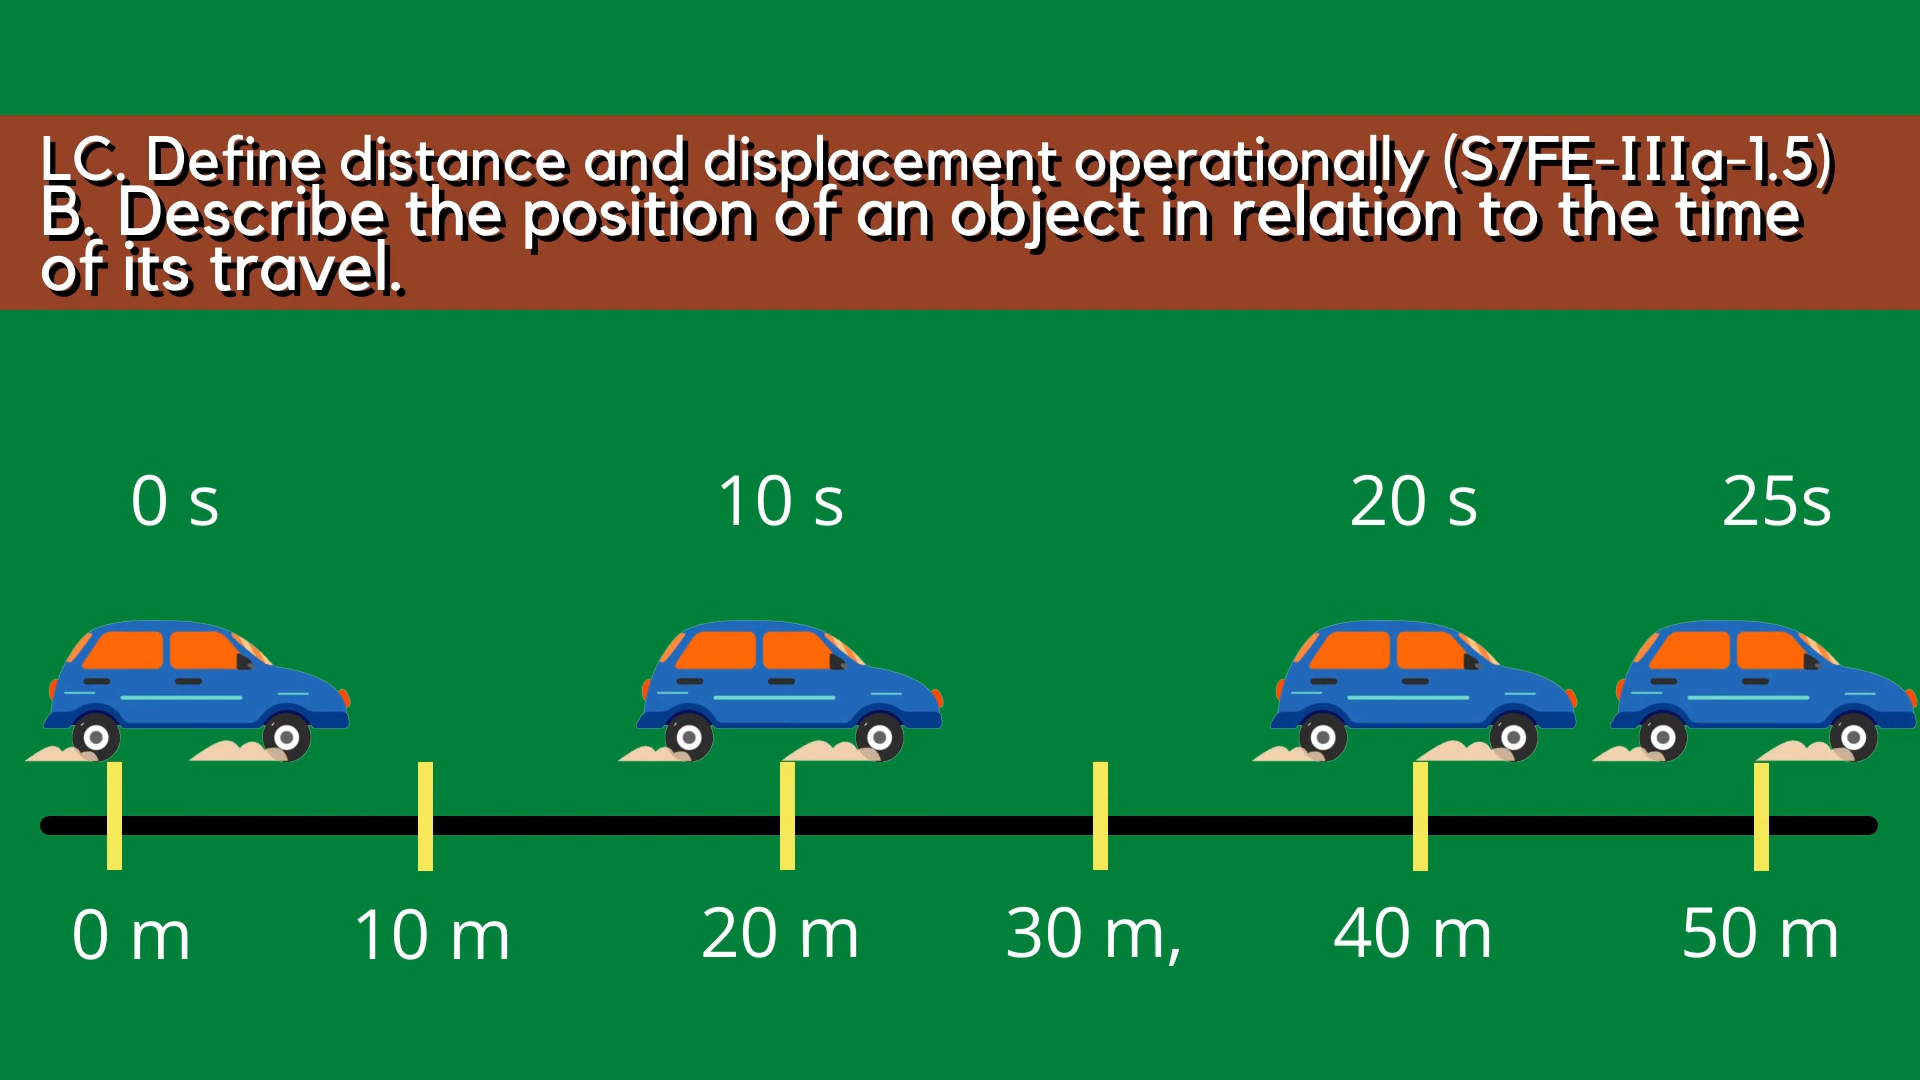 LC. Define distance and displacement operationally (S7FE-IIIa-1.5)
B. Describe the position of an object in relation to the time
of its travel.
0 s 10 s 20 s 25s
0 m 10 m 20 m 30 m, 40 m 50 m